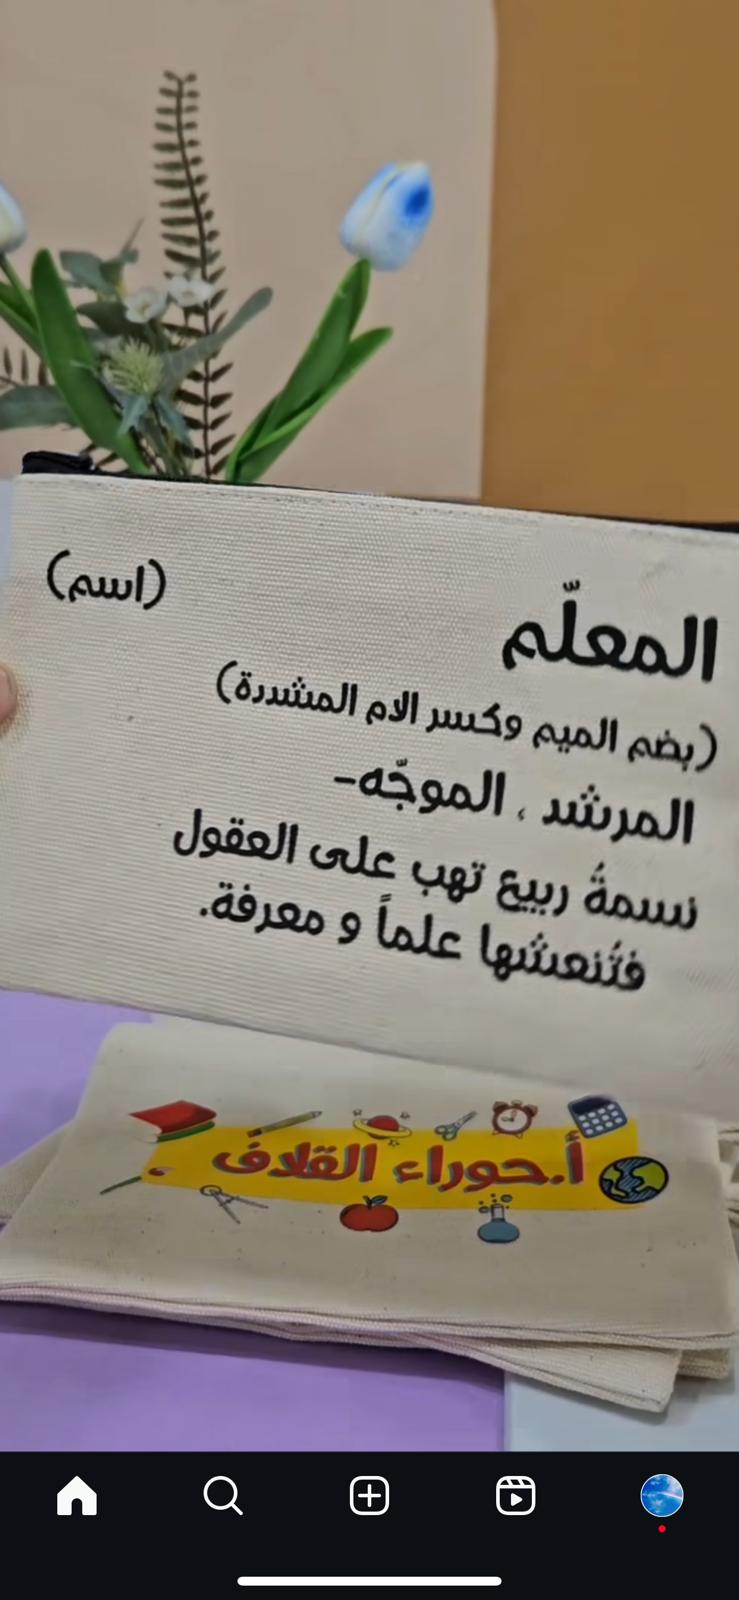 المعلّم (اسم)
(بضم الميم وكسر الام المشددة)
المرشد ، الموجّه-
نسمةُ ربيع تهب على العقول
فتُنعشها علماً و معرفة.
أ.حوراء القلاف